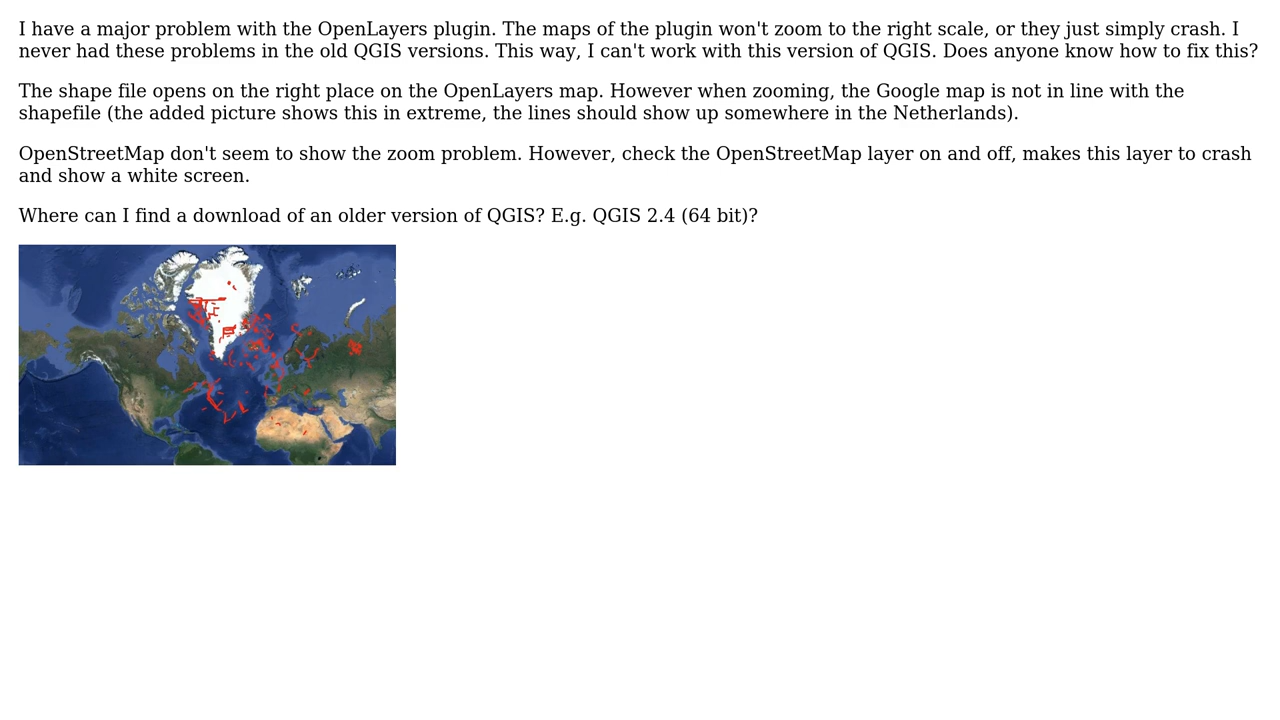 I have a major problem with the OpenLayers plugin. The maps of the plugin won't zoom to the right scale, or they just simply crash. I
never had these problems in the old QGIS versions. This way, I can't work with this version of QGIS. Does anyone know how to fix this?
The shape file opens on the right place on the OpenLayers map. However when zooming, the Google map is not in line with the
shapefile (the added picture shows this in extreme, the lines should show up somewhere in the Netherlands).
OpenStreetMap don't seem to show the zoom problem. However, check the OpenStreetMap layer on and off, makes this layer to crash
and show a white screen.
Where can I find a download of an older version of QGIS? E.g. QGIS 2.4 (64 bit)?